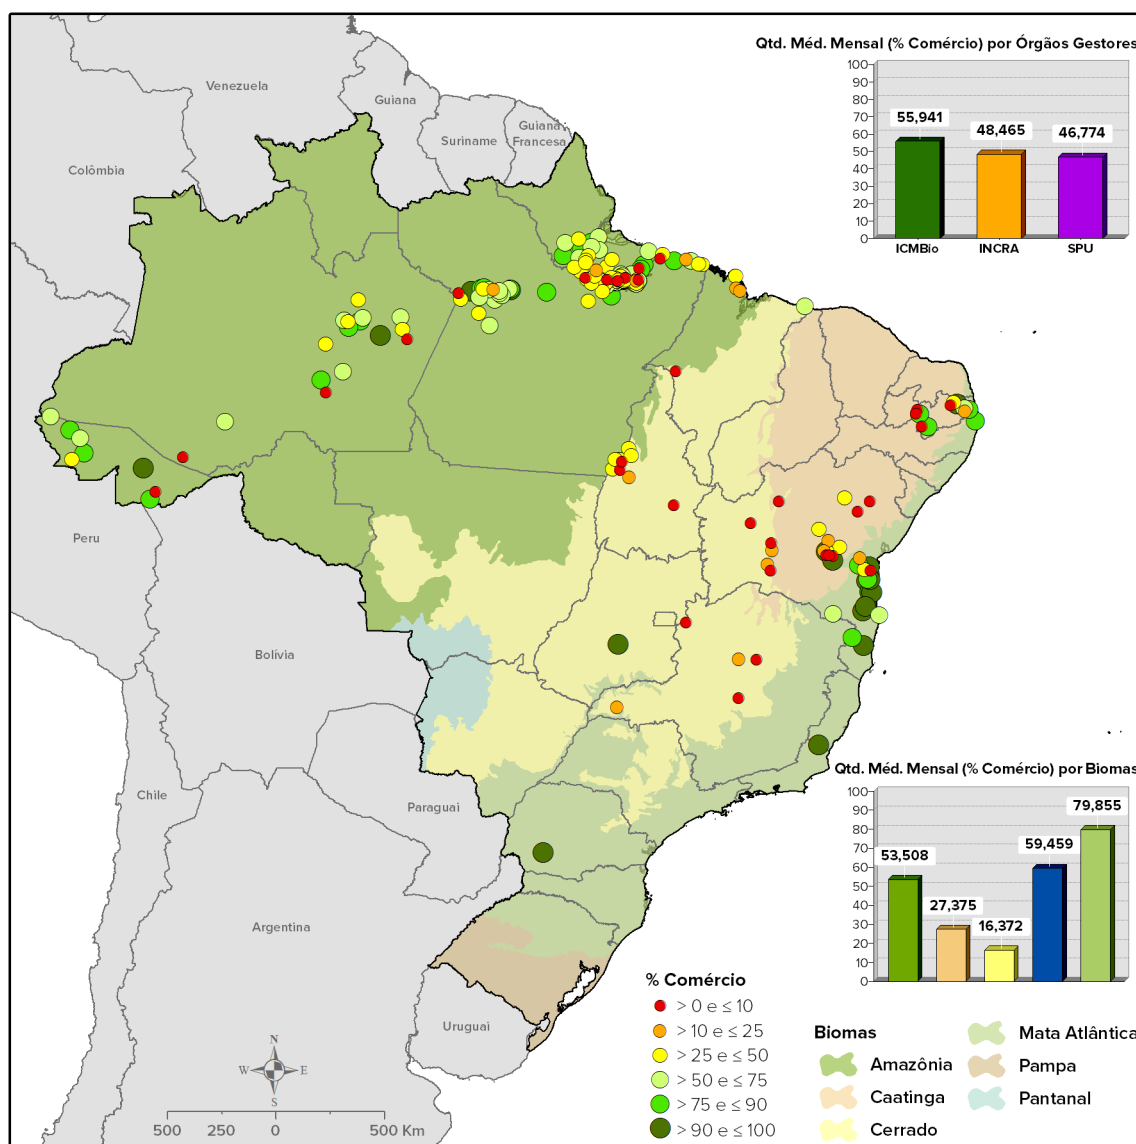 Qtd. Méd. Mensal (% Comércio) por Órgãos Gestores
100
90
80
70
60
50
40
30
20
10
0
55,941
48,465
46,774
ICMBio
INCRA
SPU
Venezuela
Guiana
Suriname
Guiana
Francesa
Colômbia
Peru
Bolívia
Chile
Paraguai
Argentina
Uruguai
Qtd. Méd. Mensal (% Comércio) por Biomas
100
90
80
70
60
50
40
30
20
10
0
53,508
27,375
16,372
59,459
79,855
% Comércio
> 0 e ≤ 10
> 10 e ≤ 25
> 25 e ≤ 50
> 50 e ≤ 75
> 75 e ≤ 90
> 90 e ≤ 100
Biomas
Amazônia
Caatinga
Cerrado
Mata Atlântica
Pampa
Pantanal
N
W
E
S
500 250 0 500 Km